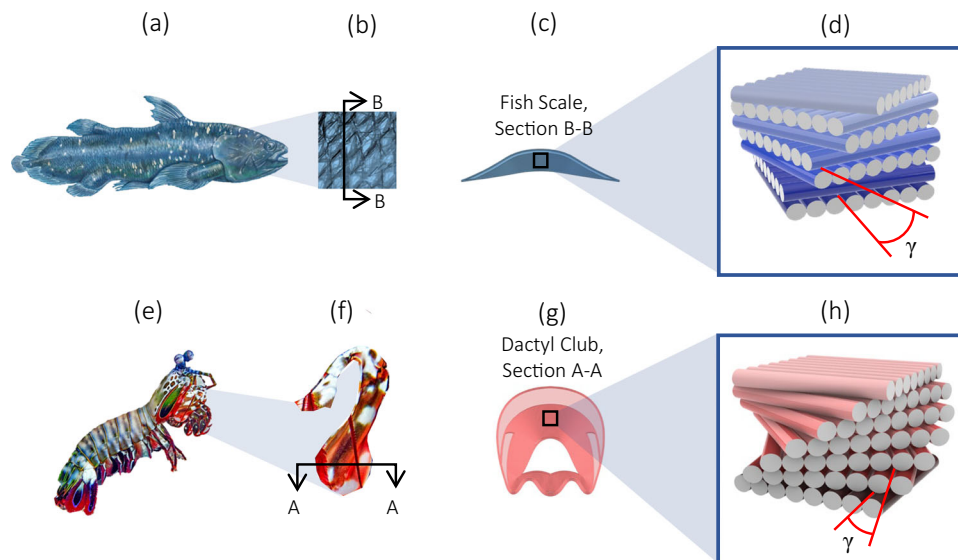 (a)
(b)
(c)
(d)
B
Fish Scale,
Section B-B
B
γ
(e)
(f)
(g)
(h)
Dactyl Club,
Section A-A
A
A
γ